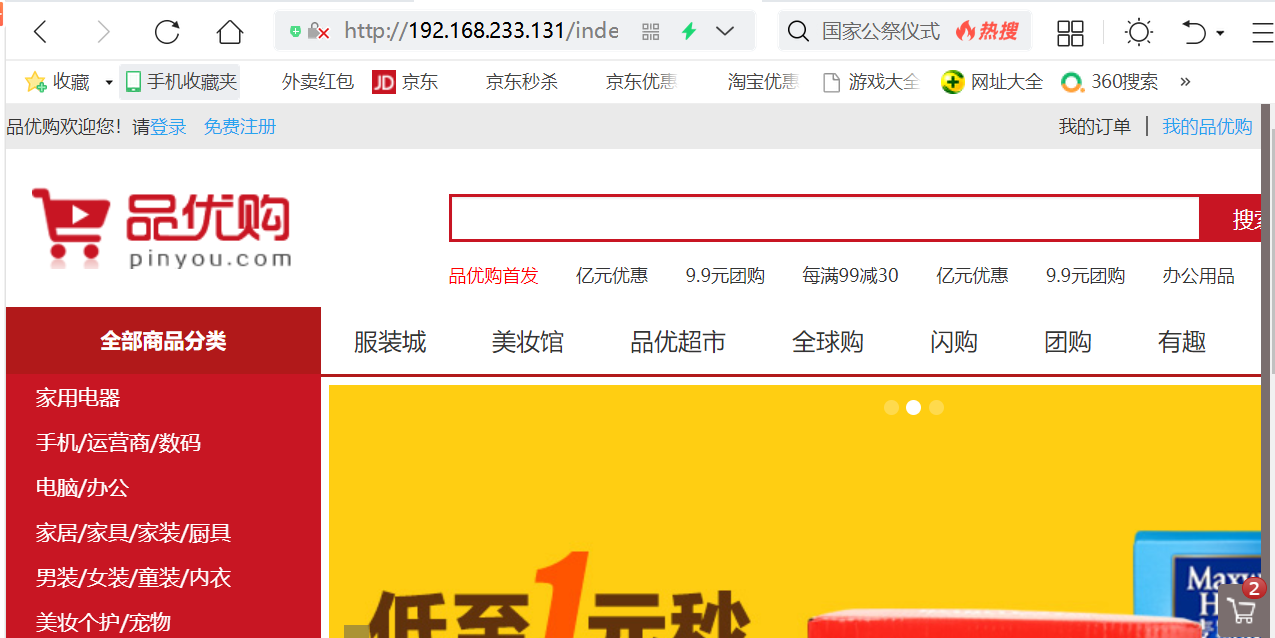 http://192.168.233.131/inde 国家公祭仪式 热搜
收藏 手机收藏夹 外卖红包 JD 京东 京东秒杀 京东优惠 淘宝优惠 游戏大全 网址大全 360搜索 »
品优购欢迎您！请登录 免费注册 我的订单 | 我的品优购
品优购
pinyou.com
搜索
品优购首发 亿元优惠 9.9元团购 每满99减30 亿元优惠 9.9元团购 办公用品
全部商品分类 服装城 美妆馆 品优超市 全球购 闪购 团购 有趣
家用电器
手机/运营商/数码
电脑/办公
家居/家具/家装/厨具
男装/女装/童装/内衣
美妆个护/宠物
低至1元秒
Maxw
H
2